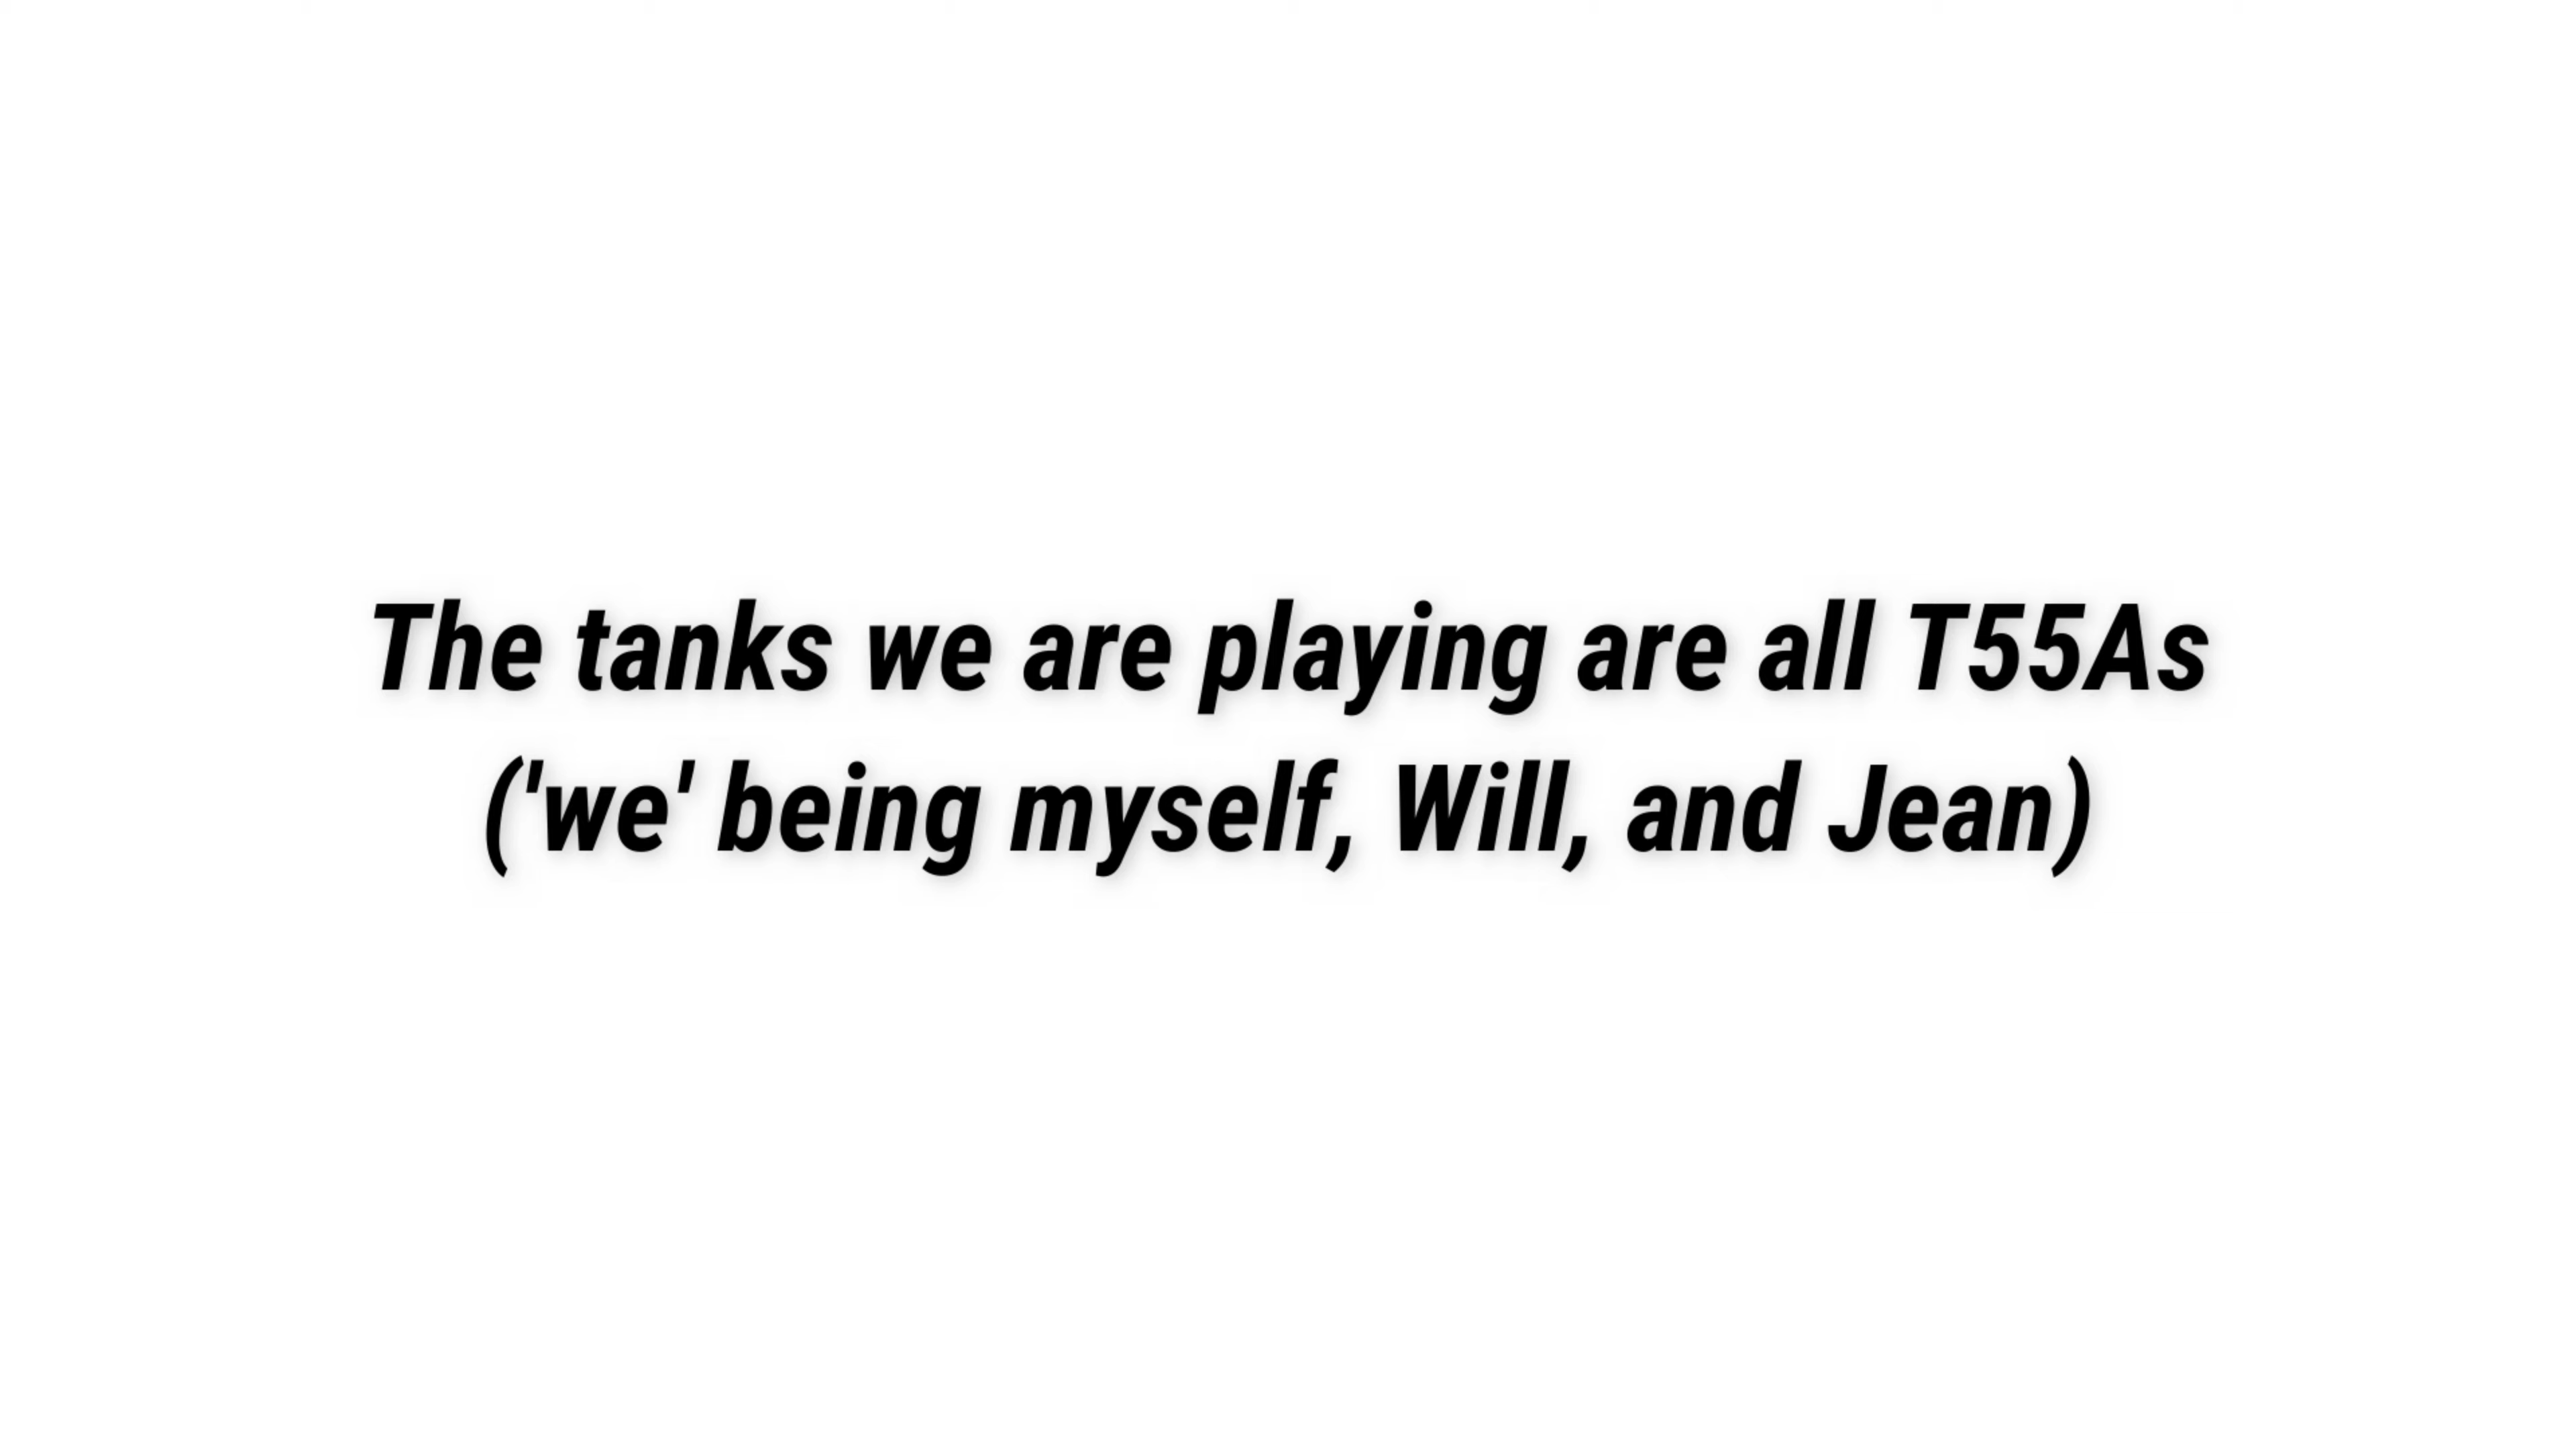 The tanks we are playing are all T55As
('we' being myself, Will, and Jean)